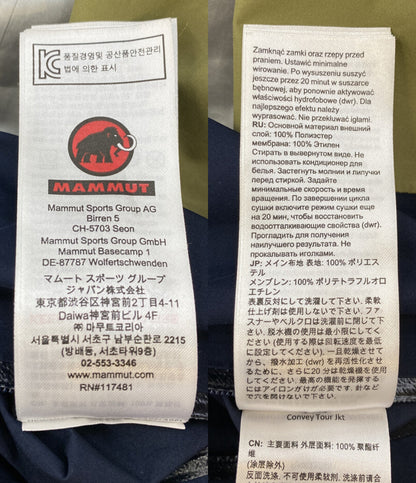 품질경영및 공산품안전관리
법에 의한 표시
MAMMUT
Mammut Sports Group AG
Birren 5
CH-5703 Seon
Mammut Sports Group GmbH
Mammut Basecamp 1
DE-87787 Wolfertschwenden
マムート スポーツ グループ
ジャパン株式会社
東京都渋谷区神宮前2丁目4-11
Daiwa神宮前ビル 4F
㈜ 마무트코리아
서울특별시 서초구 남부순환로 2215
(방배동, 서초타워9층)
02-553-3346
www.mammut.com
RN#117481
Zamknąć zamki oraz rzepy przed
praniem. Ustawić minimalne
wirowanie. Po wysuszeniu suszyć
jeszcze przez 20 minut w suszarce
bębnowej, aby ponownie aktywować
właściwości hydrofobowe (dwr). Dla
najlepszego efektu należy
wyprasować. Nie przekłuwać igłami.
RU: Основной материал внешний
слой: 100% Полиэстер
мембрана: 100% Этилен
Стирать в вывернутом виде. Не
использовать кондиционер для
белья. Застегнуть молнии и липучки
перед стиркой. Задайте
минимальные скорость и время
вращения. По завершении цикла
сушки включите режим сушки еще
на 20 мин, чтобы восстановить
водоотталкивающие свойства (dwr).
Прогладить для получения
наилучшего результата. Не
прокалывать иголками.
JP: メイン布地 表地: 100% ポリエス
テル
メンブレン: 100% ポリテトラフルオロ
エチレン
表裏反対にして洗濯して下さい. 柔軟
仕上げ剤は使用しないで下さい. ファ
スナーやベルクロは洗濯前に閉じて下
さい. 脱水機の使用は最小限にしてく
ださい (使用する際は回転速度を最低
に設定してください). 一旦乾燥させて
から、撥水加工 (dwr) を再活性化させ
るために、さらに20分は乾燥機を使用
して下さい. 最高の機能を発揮するた
めにはアイロンがけが必要です. 針など
で穴を開けないで下さい.
Convey Tour Jkt
CN: 主要面料 外层面料: 100% 聚酯纤
维
(涂层除外)
反面洗涤, 不可使用柔软剂, 洗涤前请合